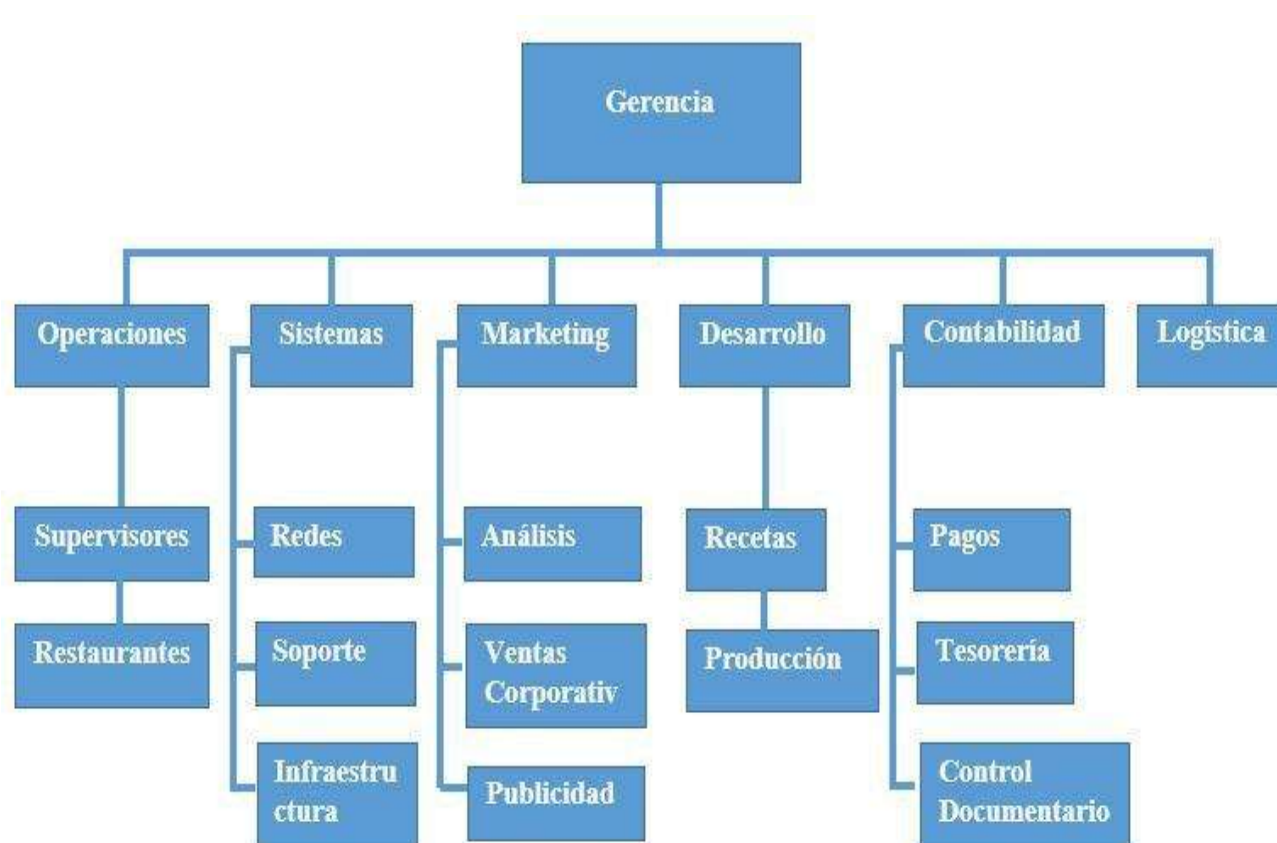 Gerencia
Operaciones
Sistemas
Marketing
Desarrollo
Contabilidad
Logística
Supervisores
Redes
Análisis
Recetas
Pagos
Restaurantes
Soporte
Ventas
Corporativ
Producción
Tesorería
Infraestru
ctura
Publicidad
Control
Documentario